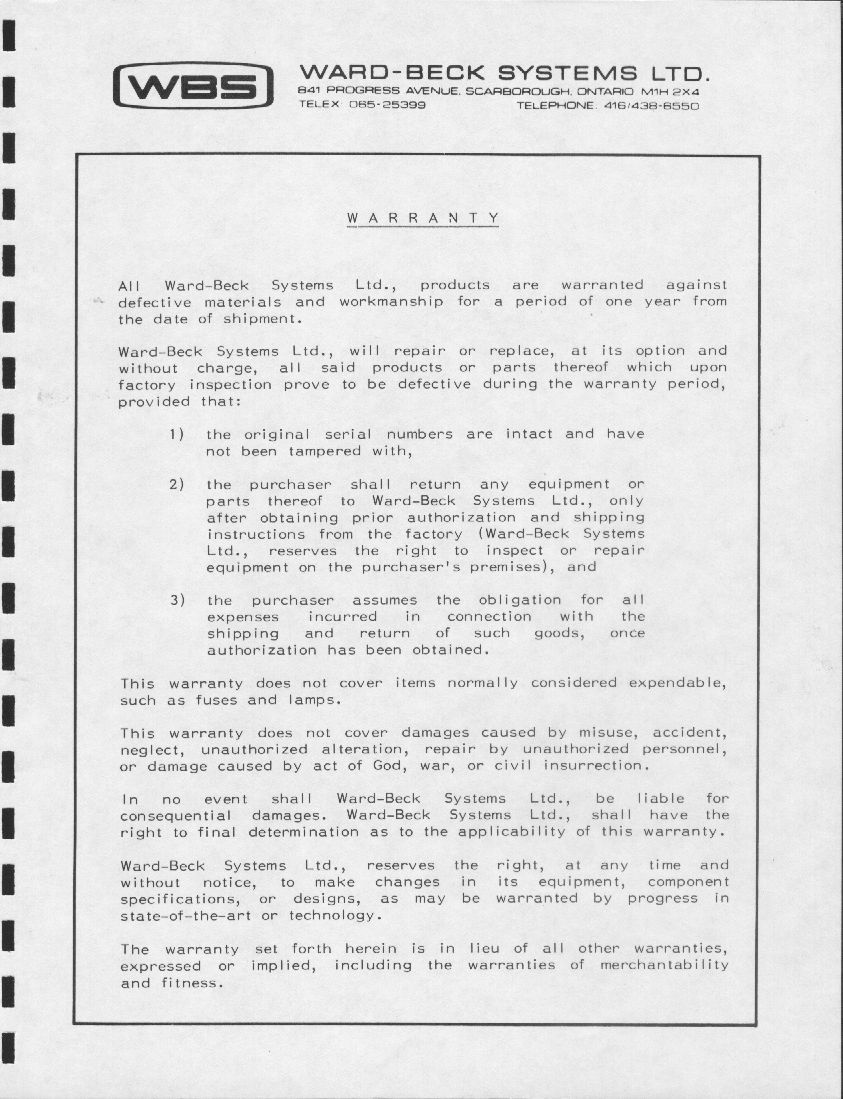 WBS
WARD-BECK SYSTEMS LTD.
841 PROGRESS AVENUE, SCARBOROUGH, ONTARIO M1H 2X4
TELEX 065-25399 TELEPHONE: 416/438-6550
WARRANTY
All Ward-Beck Systems Ltd., products are warranted against
defective materials and workmanship for a period of one year from
the date of shipment.
Ward-Beck Systems Ltd., will repair or replace, at its option and
without charge, all said products or parts thereof which upon
factory inspection prove to be defective during the warranty period,
provided that:
1) the original serial numbers are intact and have
not been tampered with,
2) the purchaser shall return any equipment or
parts thereof to Ward-Beck Systems Ltd., only
after obtaining prior authorization and shipping
instructions from the factory (Ward-Beck Systems
Ltd., reserves the right to inspect or repair
equipment on the purchaser's premises), and
3) the purchaser assumes the obligation for all
expenses incurred in connection with the
shipping and return of such goods, once
authorization has been obtained.
This warranty does not cover items normally considered expendable,
such as fuses and lamps.
This warranty does not cover damages caused by misuse, accident,
neglect, unauthorized alteration, repair by unauthorized personnel,
or damage caused by act of God, war, or civil insurrection.
In no event shall Ward-Beck Systems Ltd., be liable for
consequential damages. Ward-Beck Systems Ltd., shall have the
right to final determination as to the applicability of this warranty.
Ward-Beck Systems Ltd., reserves the right, at any time and
without notice, to make changes in its equipment, component
specifications, or designs, as may be warranted by progress in
state-of-the-art or technology.
The warranty set forth herein is in lieu of all other warranties,
expressed or implied, including the warranties of merchantability
and fitness.